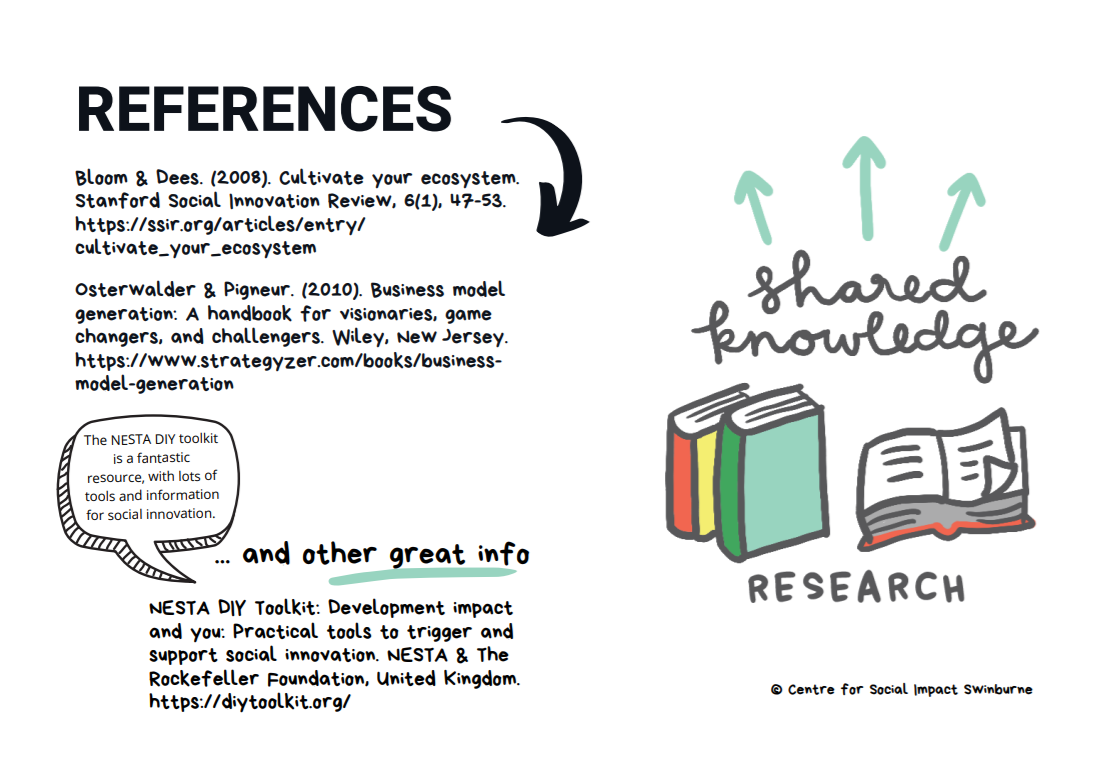 REFERENCES
Bloom & Dees. (2008). Cultivate your ecosystem.
Stanford Social Innovation Review, 6(1), 47-53.
https://ssir.org/articles/entry/
cultivate_your_ecosystem
Osterwalder & Pigneur. (2010). Business model
generation: A handbook for visionaries, game
changers, and challengers. Wiley, New Jersey.
https://www.strategyzer.com/books/business-
model-generation
The NESTA DIY toolkit
is a fantastic
resource, with lots of
tools and information
for social innovation.
... and other great info
NESTA DIY Toolkit: Development impact
and you: Practical tools to trigger and
support social innovation. NESTA & The
Rockefeller Foundation, United Kingdom.
https://diytoolkit.org/
shared
knowledge
RESEARCH
© Centre for Social Impact Swinburne